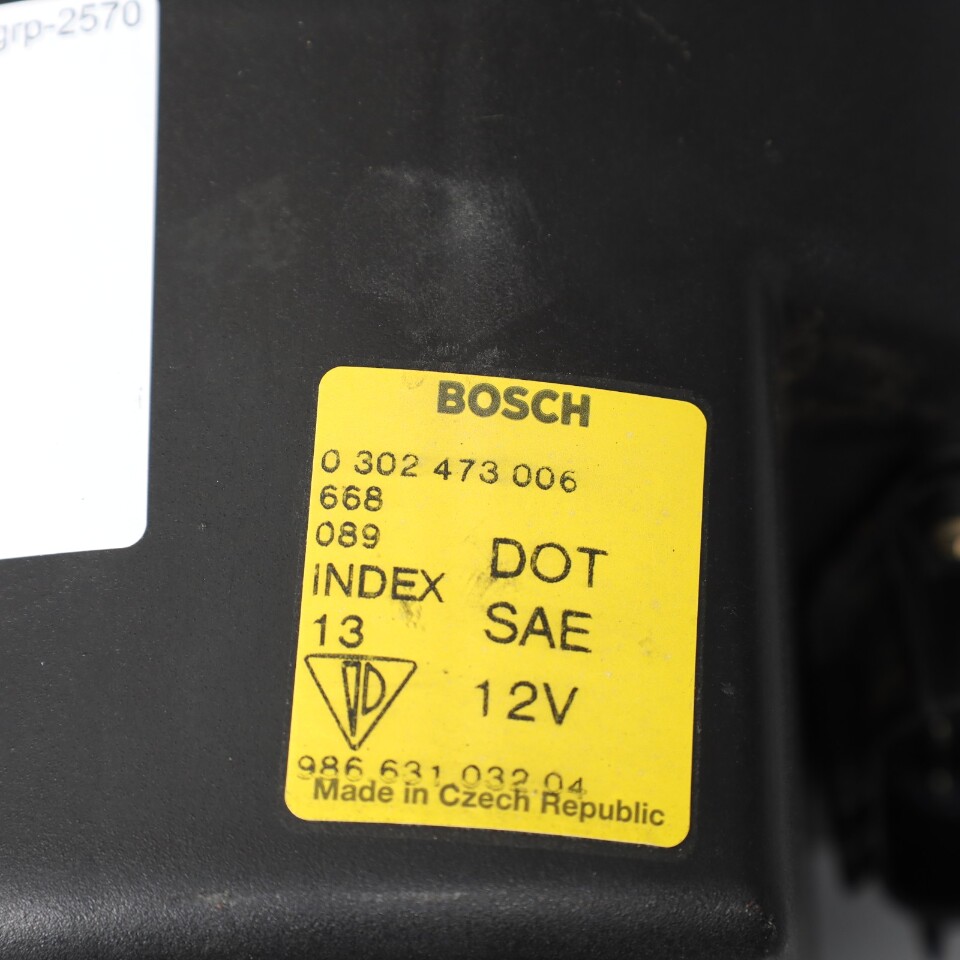 grp-2570
BOSCH
0 302 473 006
668
089
INDEX
13
DOT
SAE
12V
986 631 032 04
Made in Czech Republic